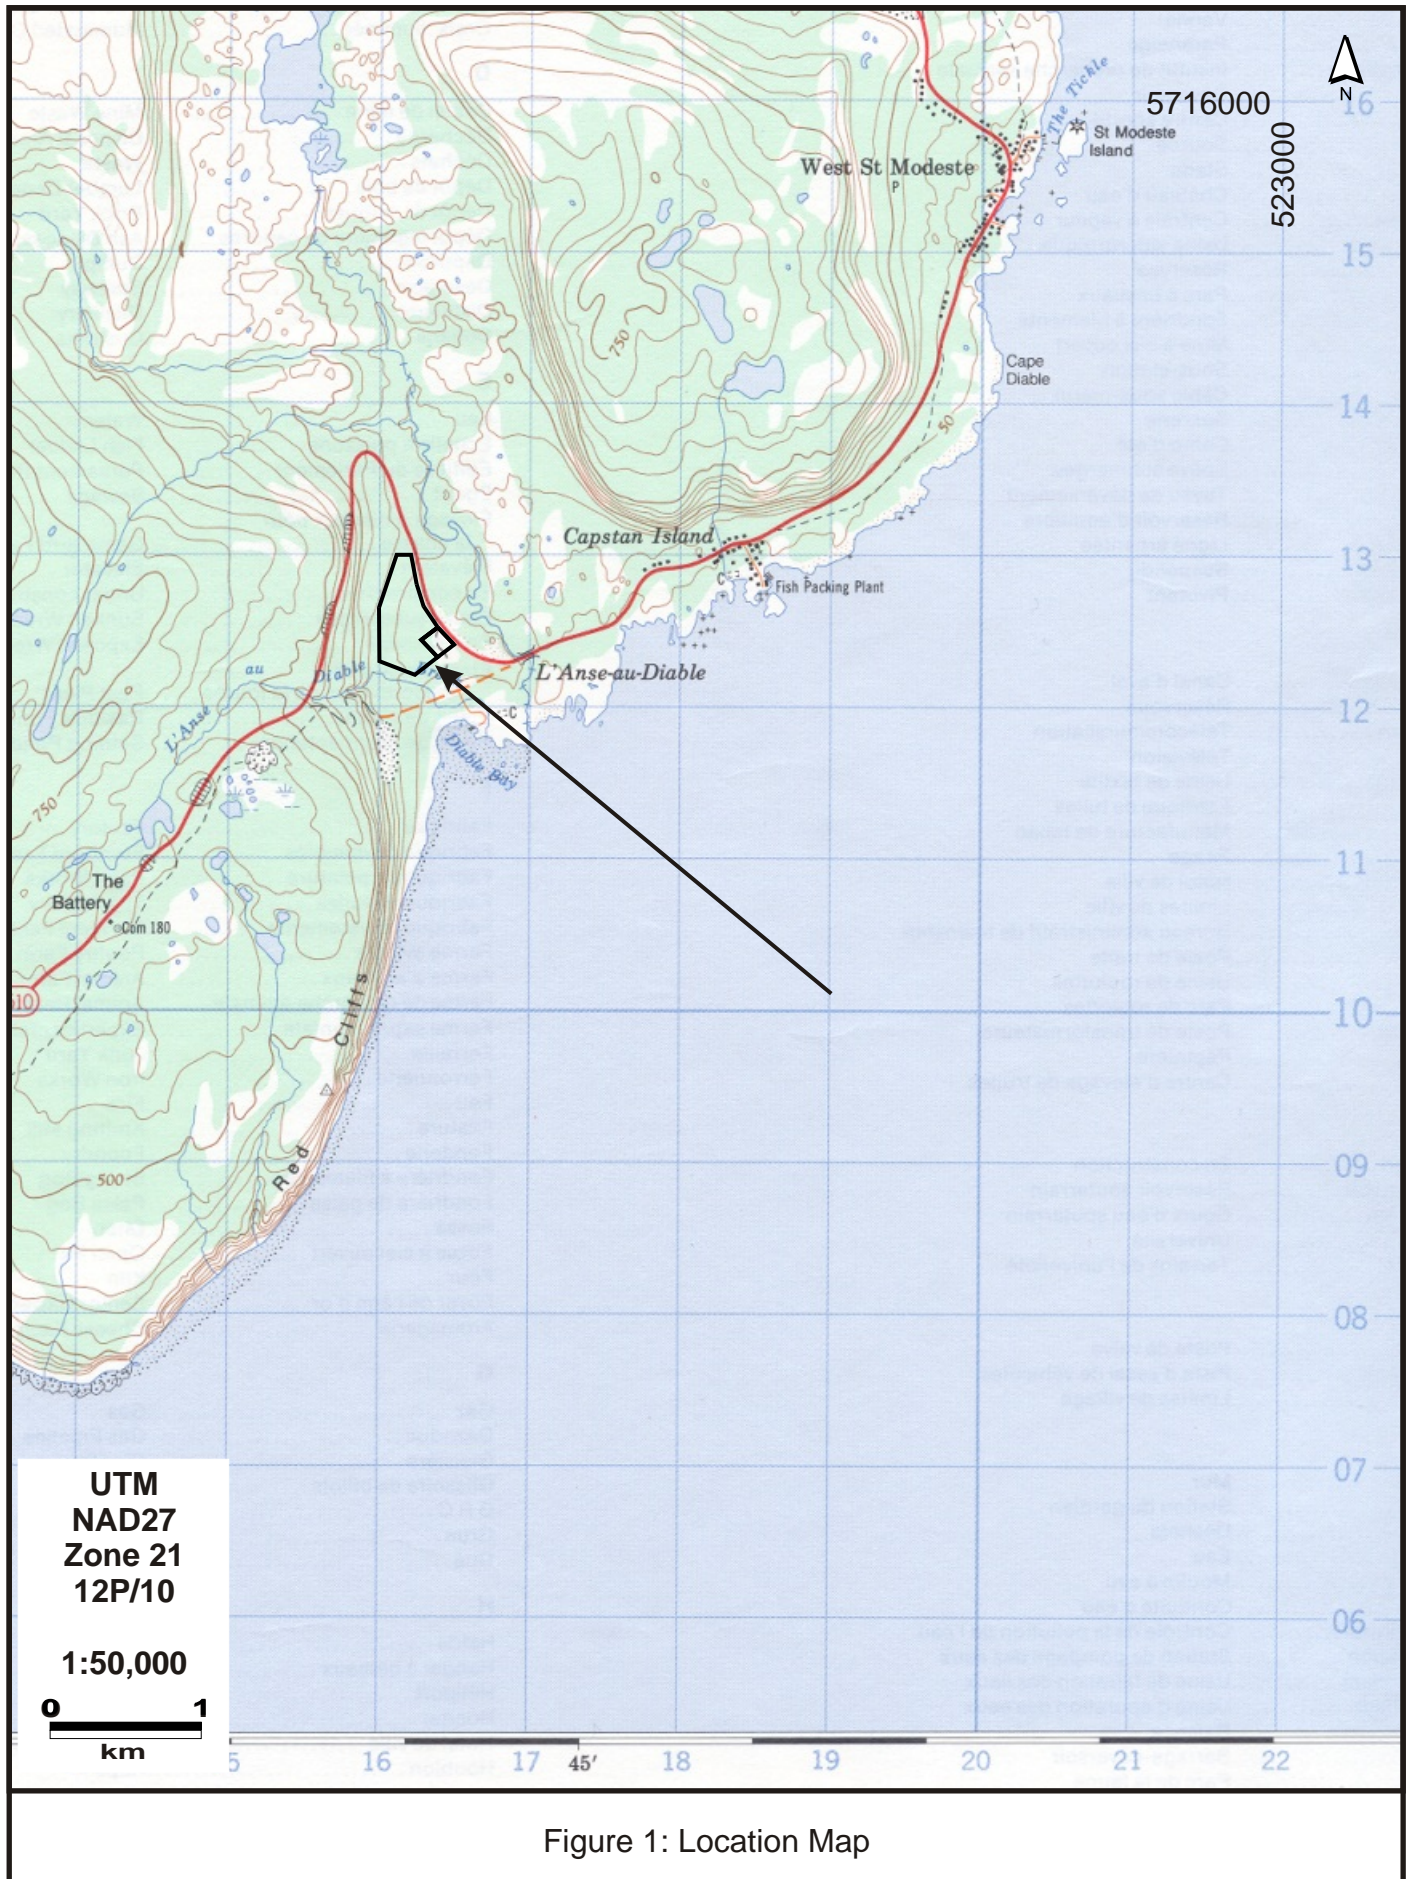 The Tickle
5716000
N
16
523000
St Modeste
Island
West St Modeste
P
15
750
Cape
Diable
14
50
Capstan Island
13
C
Fish Packing Plant
L'Anse au Diable Brook
L'Anse-au-Diable
12
C
Diable Bay
750
11
The
Battery
Com 180
510
10
Red Cliffs
09
500
08
07
06
UTM
NAD27
Zone 21
12P/10
1:50,000
0 1
km
5 16 17 45' 18 19 20 21 22
Figure 1: Location Map